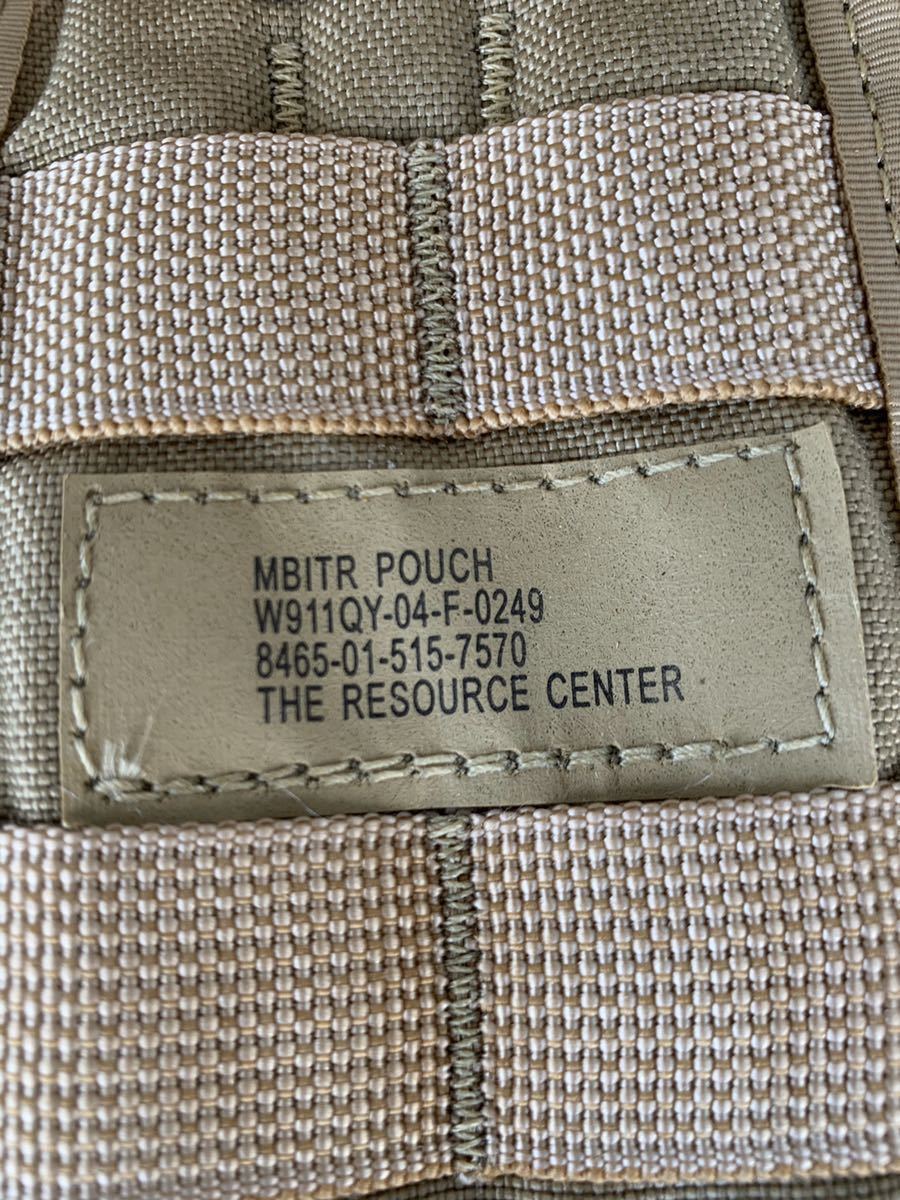 MBITR POUCH
W911QY-04-F-0249
8465-01-515-7570
THE RESOURCE CENTER